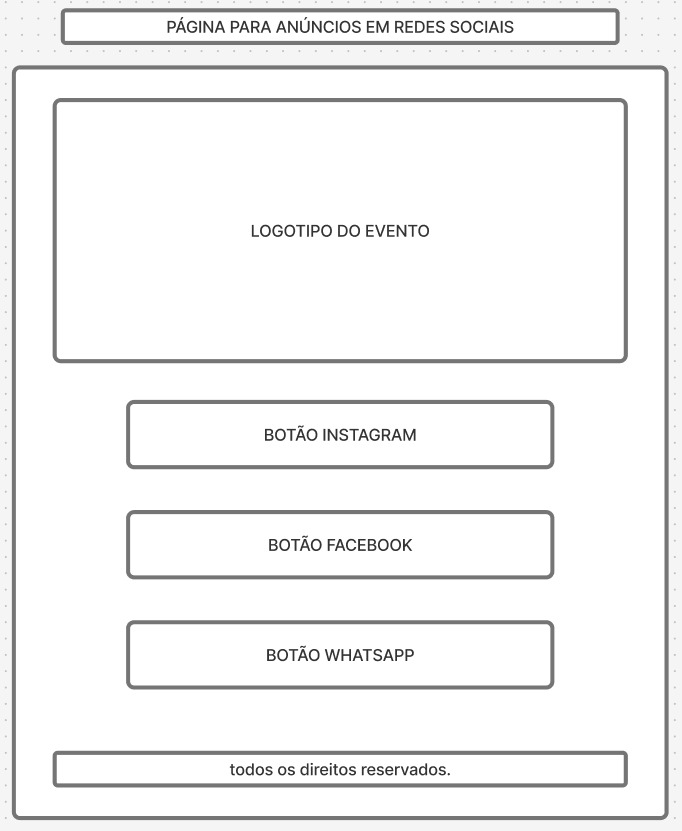 PÁGINA PARA ANÚNCIOS EM REDES SOCIAIS
LOGOTIPO DO EVENTO
BOTÃO INSTAGRAM
BOTÃO FACEBOOK
BOTÃO WHATSAPP
todos os direitos reservados.